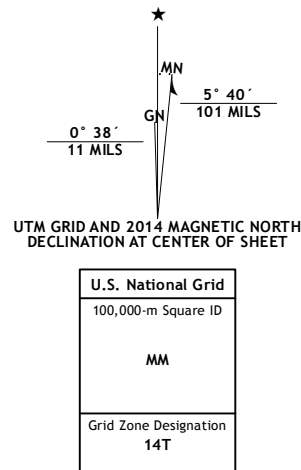 ★
MN
GN
5° 40´
101 MILS
0° 38´
11 MILS
UTM GRID AND 2014 MAGNETIC NORTH
DECLINATION AT CENTER OF SHEET
U.S. National Grid
100,000-m Square ID
MM
Grid Zone Designation
14T